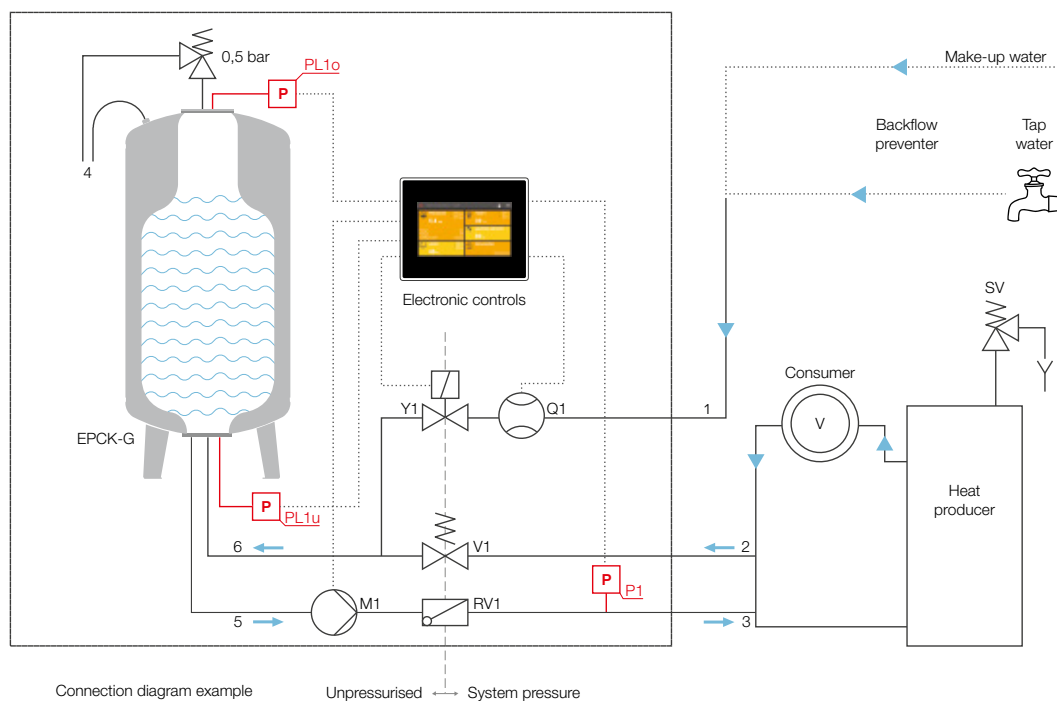 0,5 bar
PL1o
P
Make-up water
Backflow
preventer
Tap
water
4
Electronic controls
SV
Consumer
Y1
Q1
1
V
EPCK-G
P
PL1u
Heat
producer
6
V1
2
P
P1
5
M1
RV1
3
Connection diagram example
Unpressurised
System pressure